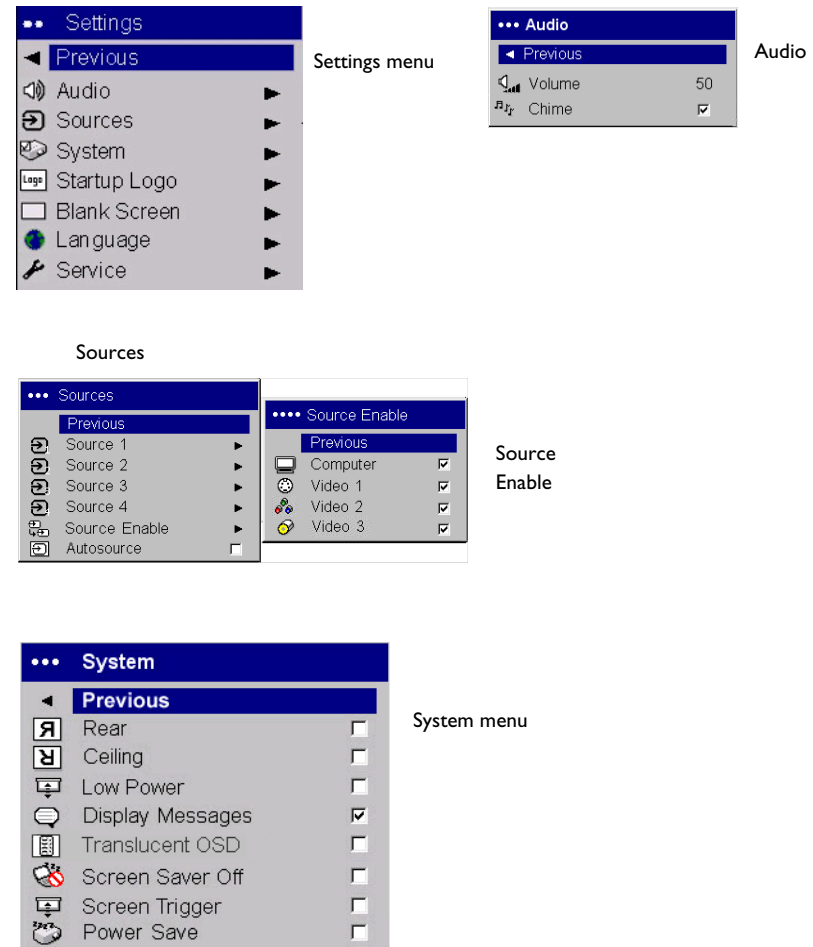 Settings
Previous
Audio
Sources
System
Logo Startup Logo
Blank Screen
Language
Service
Settings menu
Audio
Previous
Volume 50
Chime
Audio
Sources
Sources
Previous
Source 1
Source 2
Source 3
Source 4
Source Enable
Autosource
Source Enable
Previous
Computer
Video 1
Video 2
Video 3
Source
Enable
System
Previous
Rear
Ceiling
Low Power
Display Messages
Translucent OSD
Screen Saver Off
Screen Trigger
Power Save
System menu